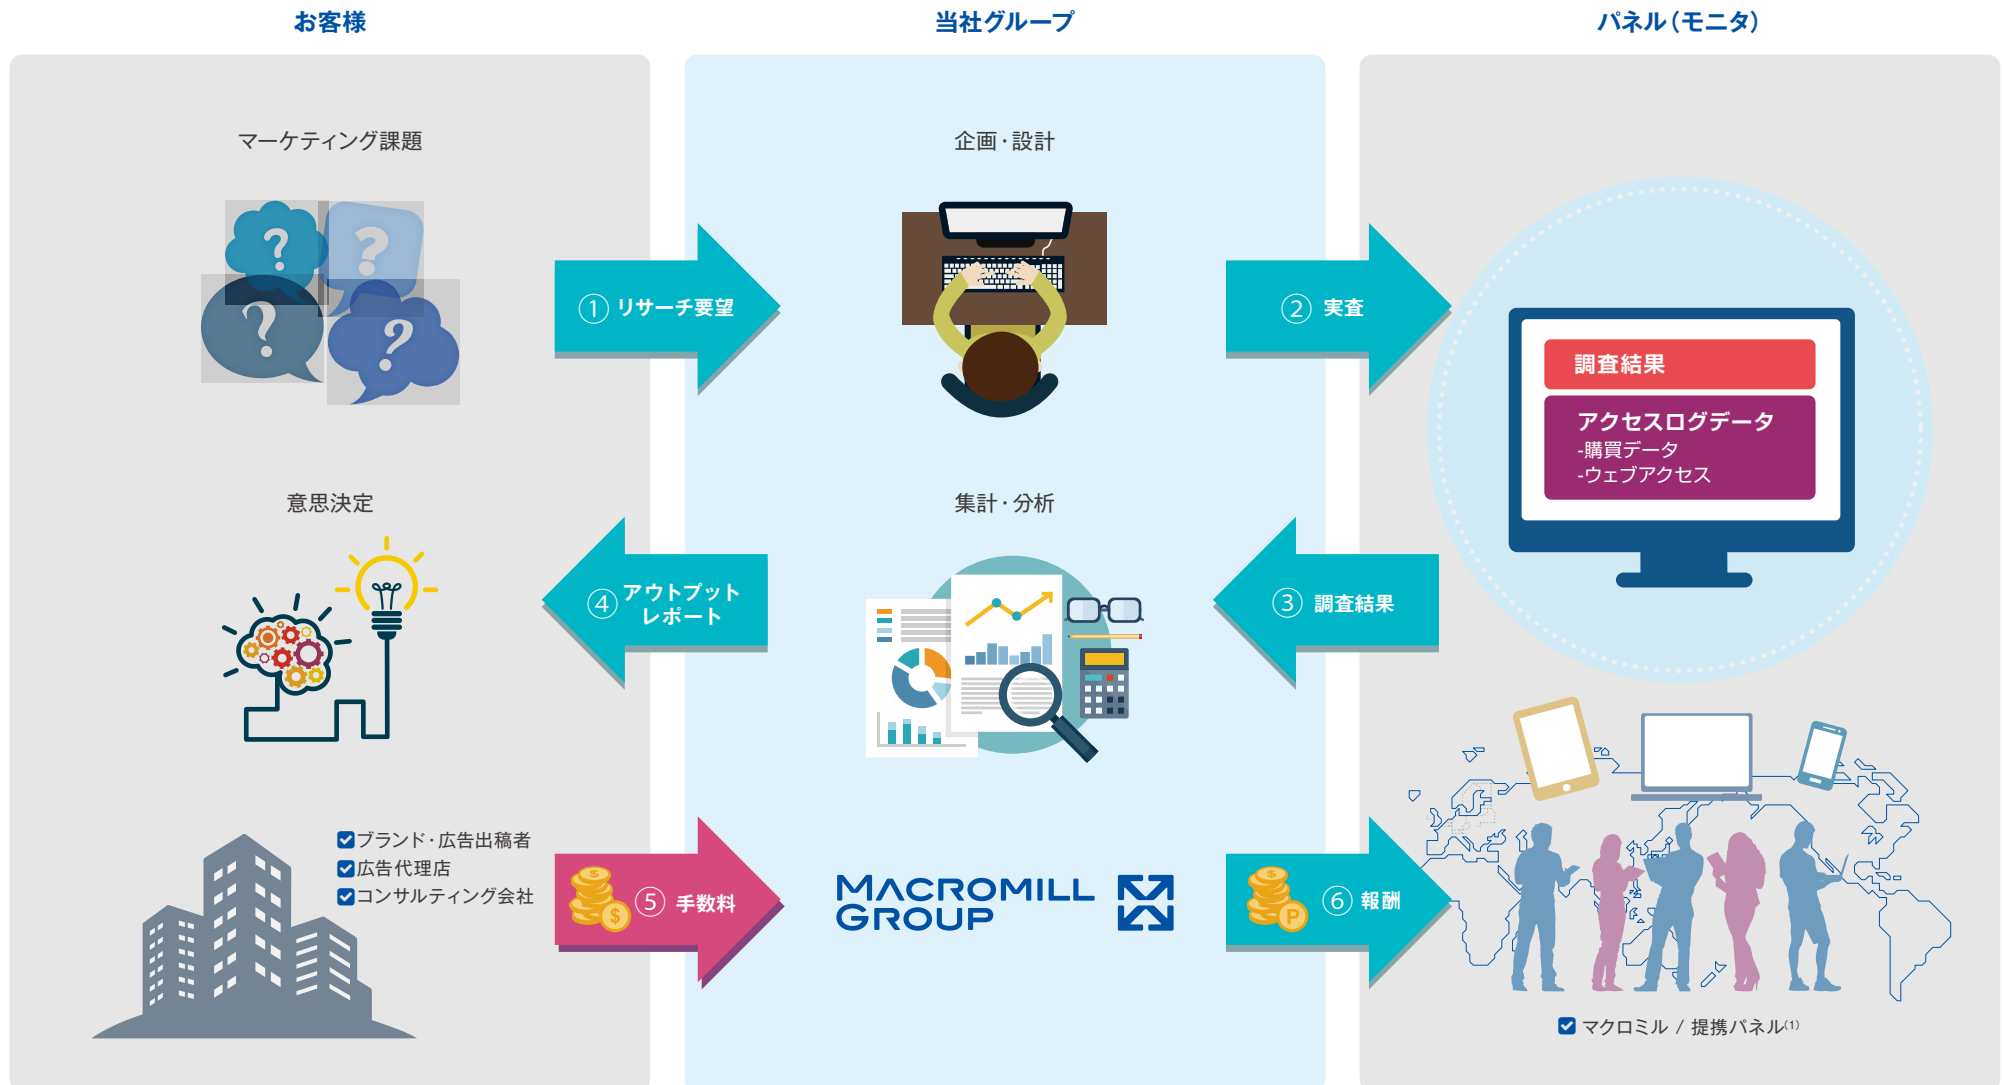 お客様
当社グループ
パネル（モニタ）
マーケティング課題
企画・設計
① リサーチ要望
② 実査
調査結果
アクセスログデータ
-購買データ
-ウェブアクセス
意思決定
集計・分析
④ アウトプット
レポート
③ 調査結果
ブランド・広告出稿者
広告代理店
コンサルティング会社
⑤ 手数料
MACROMILL
GROUP
⑥ 報酬
マクロミル / 提携パネル(1)